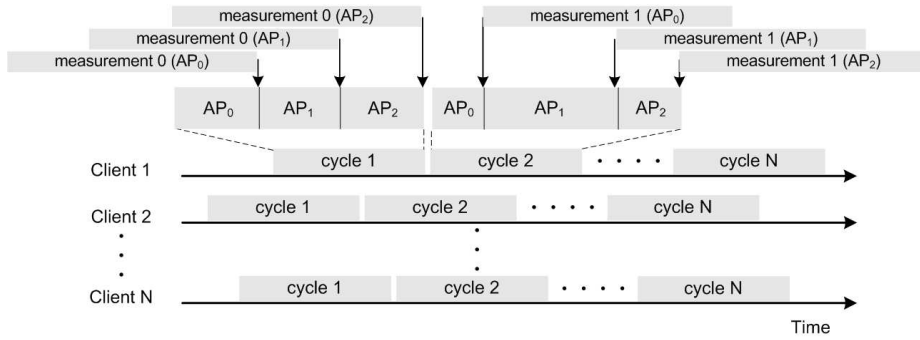 measurement 0 (AP2) measurement 1 (AP0)
measurement 0 (AP1) measurement 1 (AP1)
measurement 0 (AP0) measurement 1 (AP2)
AP0 AP1 AP2 AP0 AP1 AP2
Client 1 cycle 1 cycle 2 cycle N
Client 2 cycle 1 cycle 2 cycle N
Client N cycle 1 cycle 2 cycle N
Time